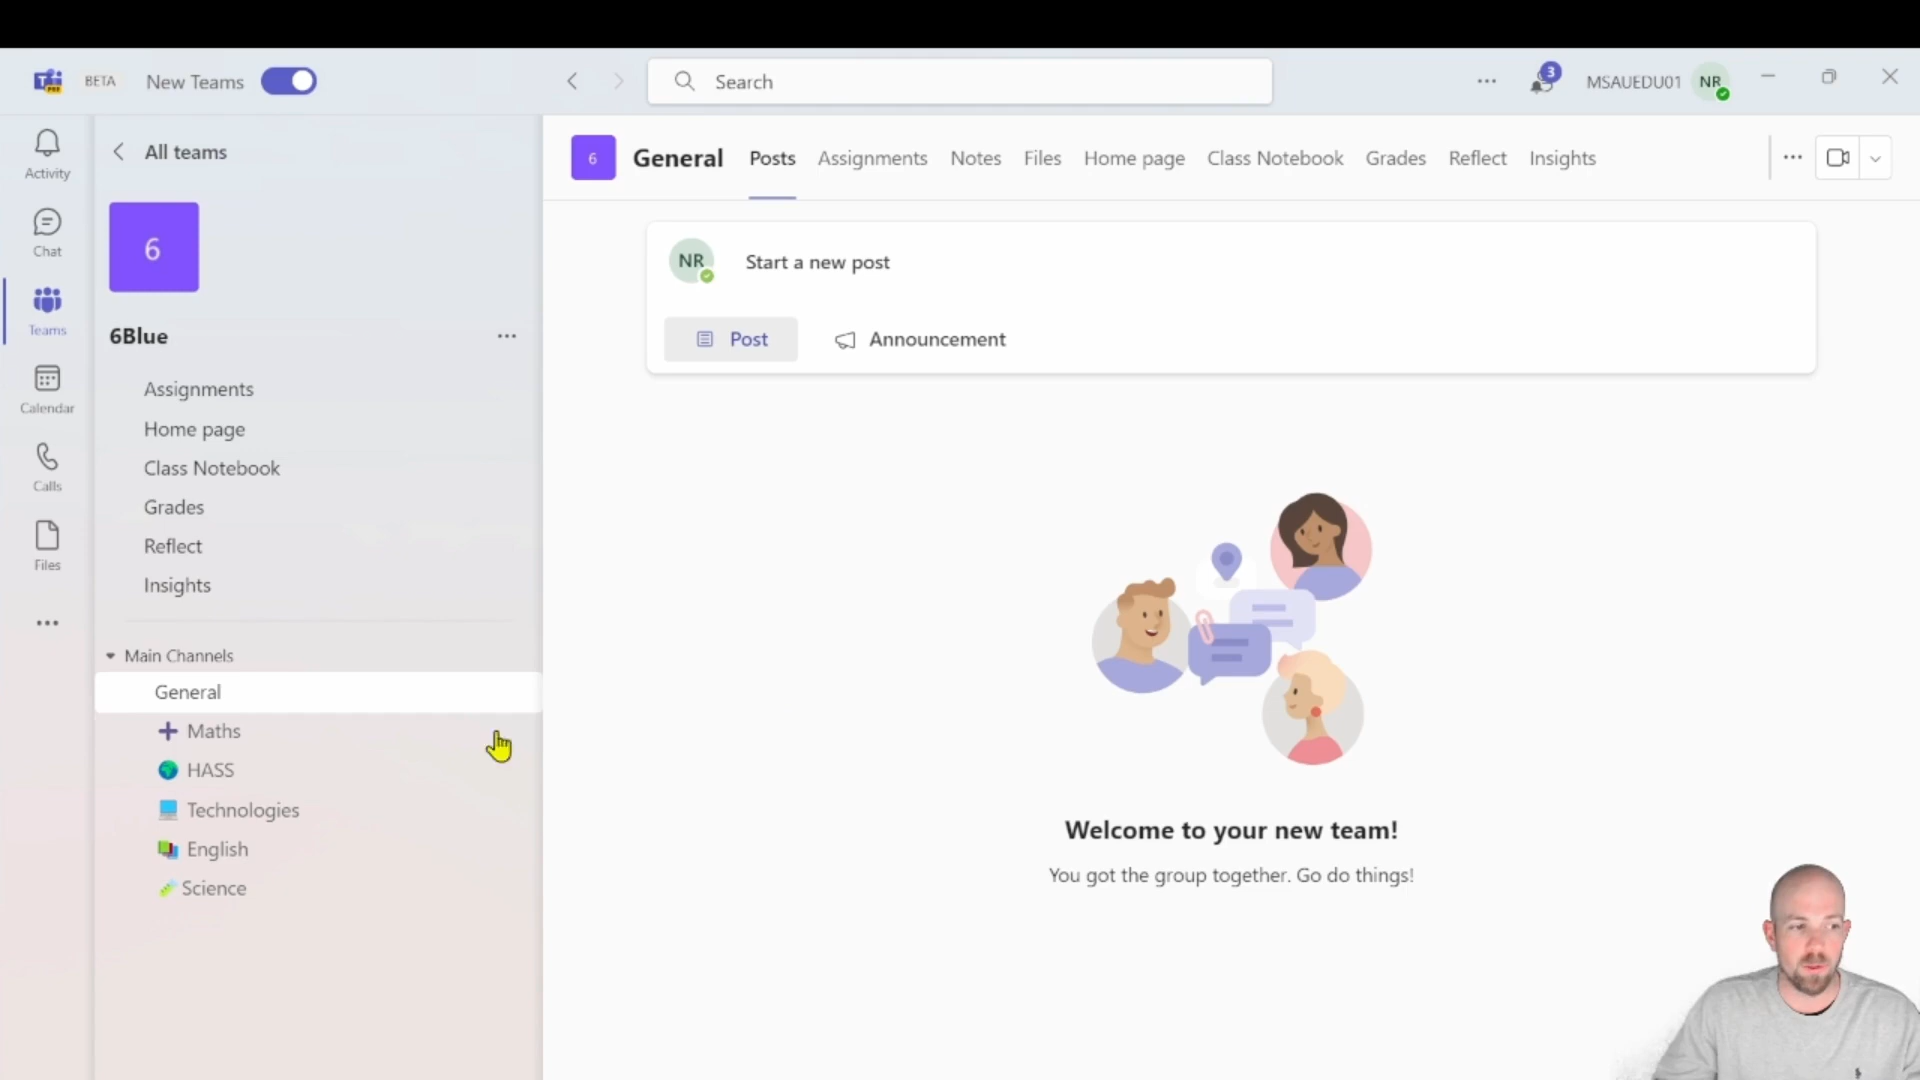 BETA New Teams Search 3 MSAUEDU01 NR
Activity
Chat
Teams
Calendar
Calls
Files
All teams
6
6Blue
Assignments
Home page
Class Notebook
Grades
Reflect
Insights
Main Channels
General
Maths
HASS
Technologies
English
Science
6 General Posts Assignments Notes Files Home page Class Notebook Grades Reflect Insights
NR Start a new post
Post Announcement
Welcome to your new team!
You got the group together. Go do things!